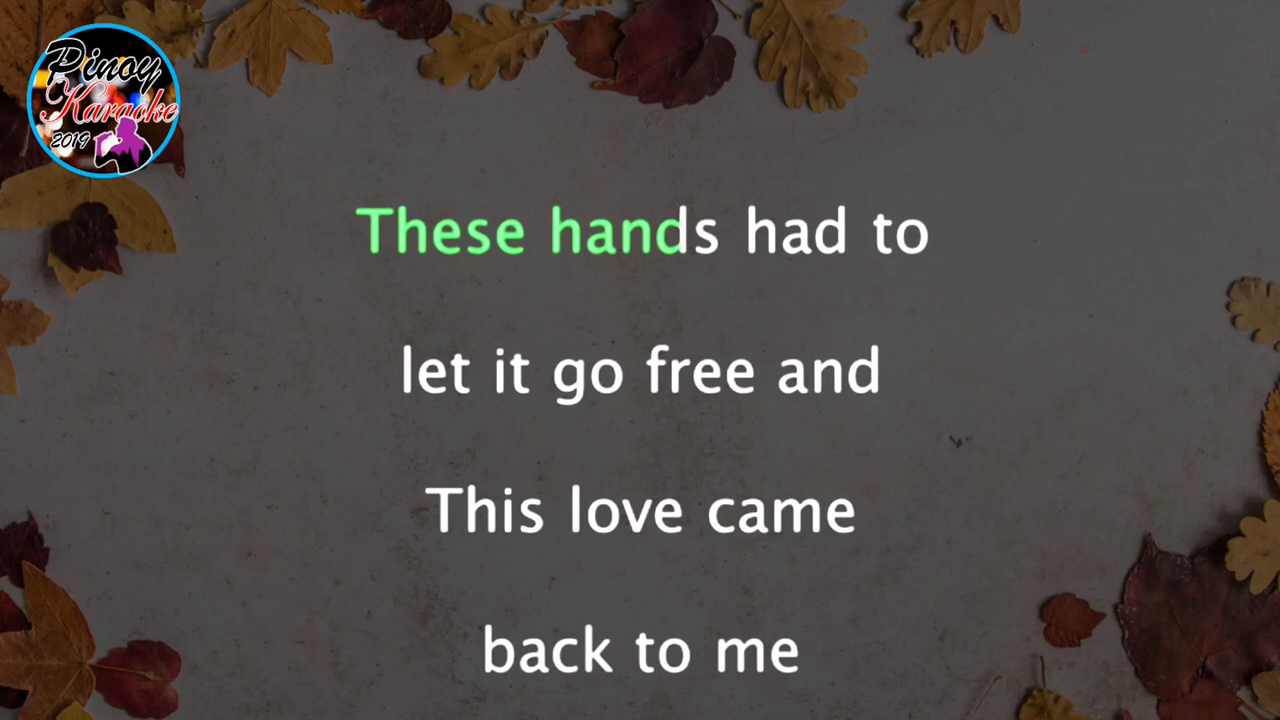 Pinoy
Karaoke
2019
These hands had to
let it go free and
This love came
back to me